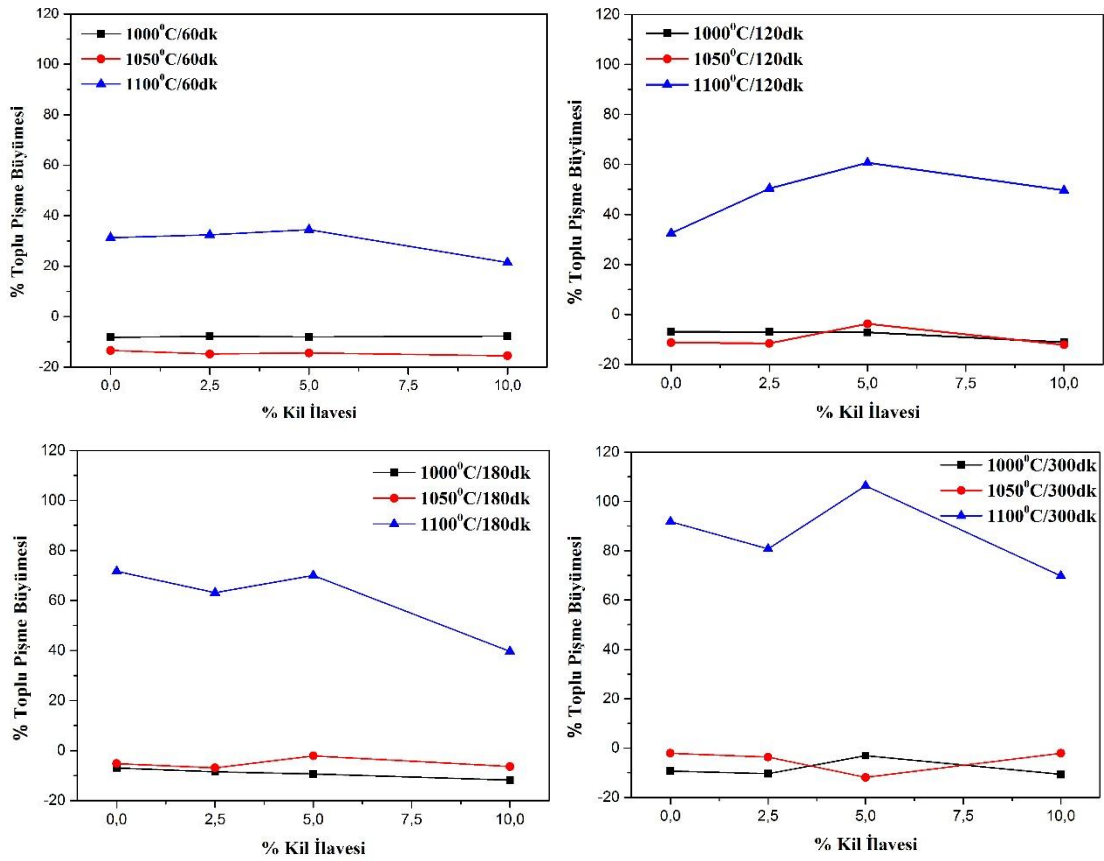 120
100
80
60
40
20
0
-20
% Toplu Pişme Büyümesi
1000⁰C/60dk
1050⁰C/60dk
1100⁰C/60dk
0,0 2,5 5,0 7,5 10,0
% Kil İlavesi
120
100
80
60
40
20
0
-20
% Toplu Pişme Büyümesi
1000⁰C/120dk
1050⁰C/120dk
1100⁰C/120dk
0,0 2,5 5,0 7,5 10,0
% Kil İlavesi
120
100
80
60
40
20
0
-20
% Toplu Pişme Büyümesi
1000⁰C/180dk
1050⁰C/180dk
1100⁰C/180dk
0,0 2,5 5,0 7,5 10,0
% Kil İlavesi
120
100
80
60
40
20
0
-20
% Toplu Pişme Büyümesi
1000⁰C/300dk
1050⁰C/300dk
1100⁰C/300dk
0,0 2,5 5,0 7,5 10,0
% Kil İlavesi